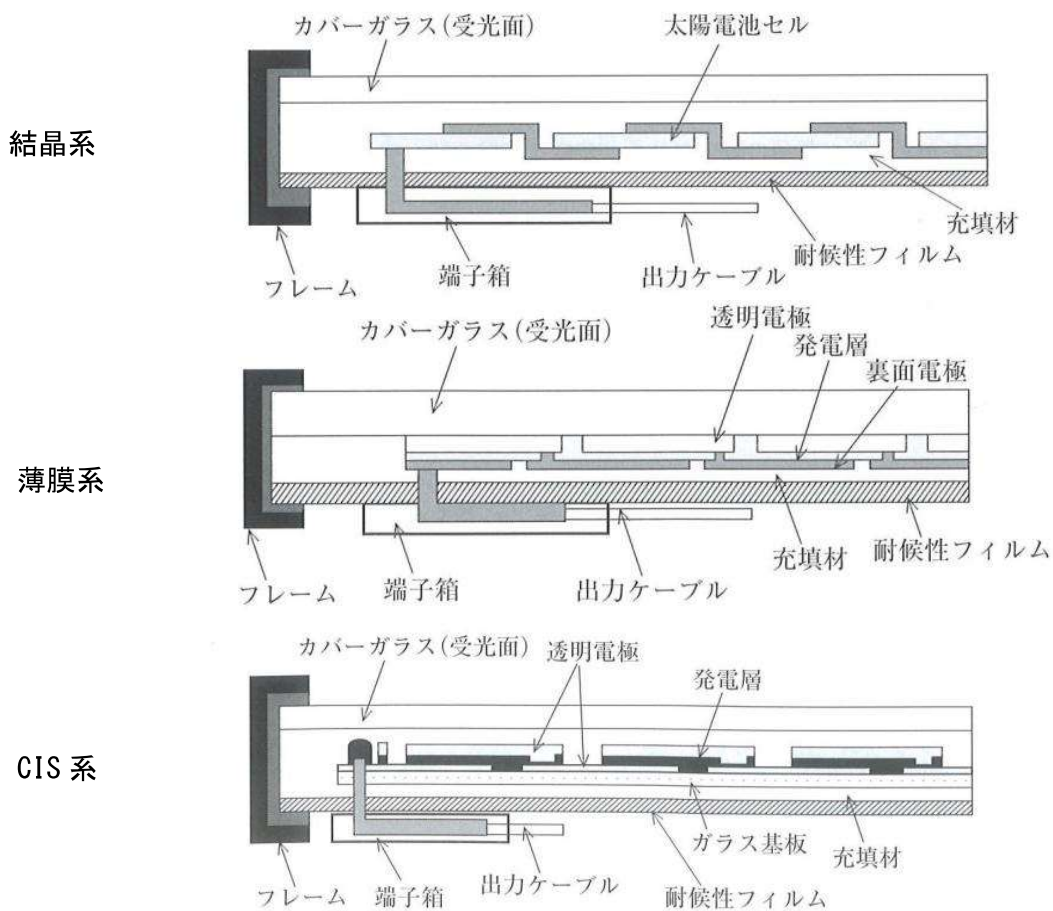 カバーガラス(受光面)
太陽電池セル
結晶系
充填材
耐候性フィルム
出力ケーブル
端子箱
フレーム
カバーガラス(受光面)
透明電極
発電層
裏面電極
薄膜系
充填材
耐候性フィルム
出力ケーブル
端子箱
フレーム
カバーガラス(受光面)
透明電極
発電層
CIS系
ガラス基板
充填材
出力ケーブル
端子箱
フレーム
耐候性フィルム